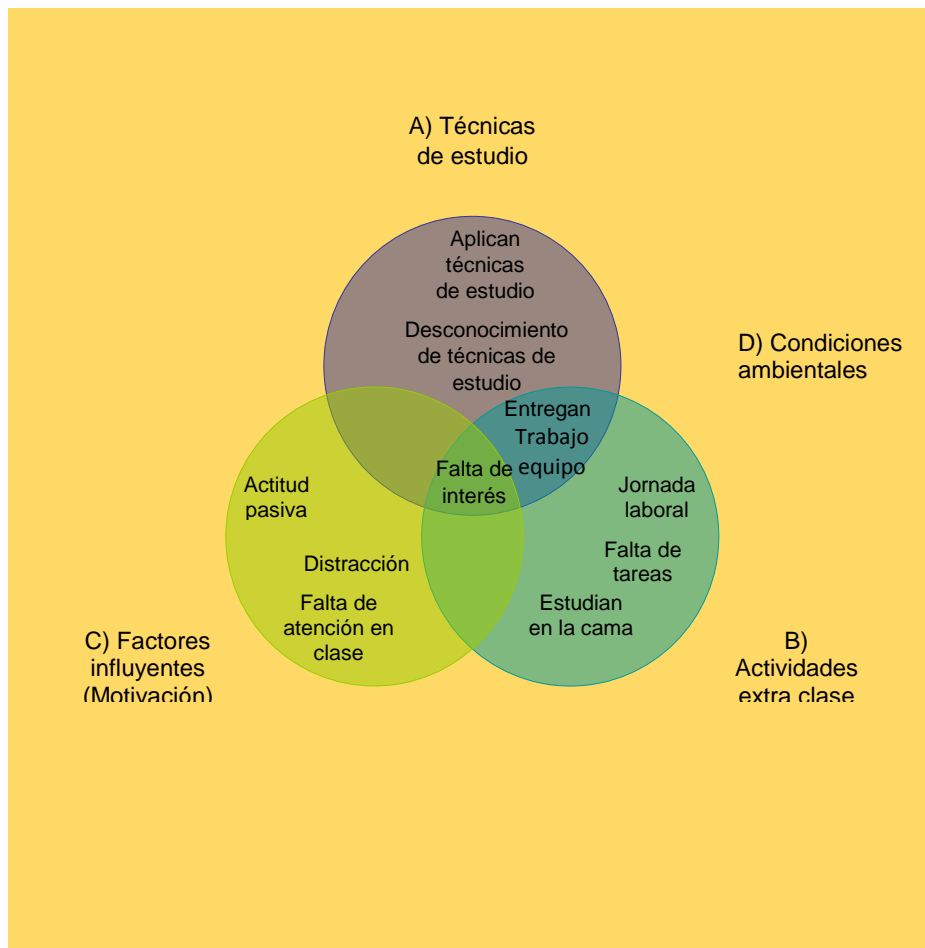 A) Técnicas
de estudio
Aplican
técnicas
de estudio
Desconocimiento
de técnicas de
estudio
D) Condiciones
ambientales
Entregan
Trabajo
equipo
Falta de
interés
Actitud
pasiva
Distracción
Falta de
atención en
clase
Jornada
laboral
Falta de
tareas
Estudian
en la cama
C) Factores
influyentes
(Motivación)
B)
Actividades
extra clase